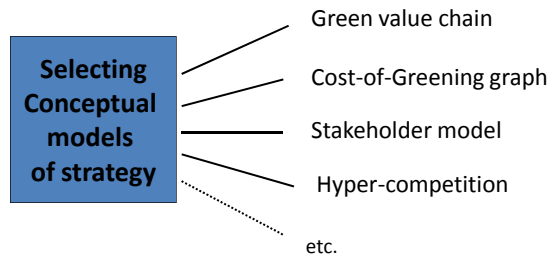 Selecting
Conceptual
models
of strategy
Green value chain
Cost-of-Greening graph
Stakeholder model
Hyper-competition
etc.